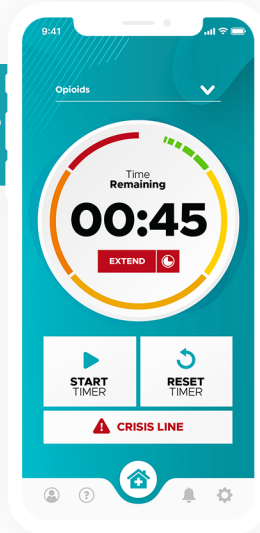 9:41
Opioids
Time
Remaining
00:45
EXTEND
START
TIMER
RESET
TIMER
CRISIS LINE
?